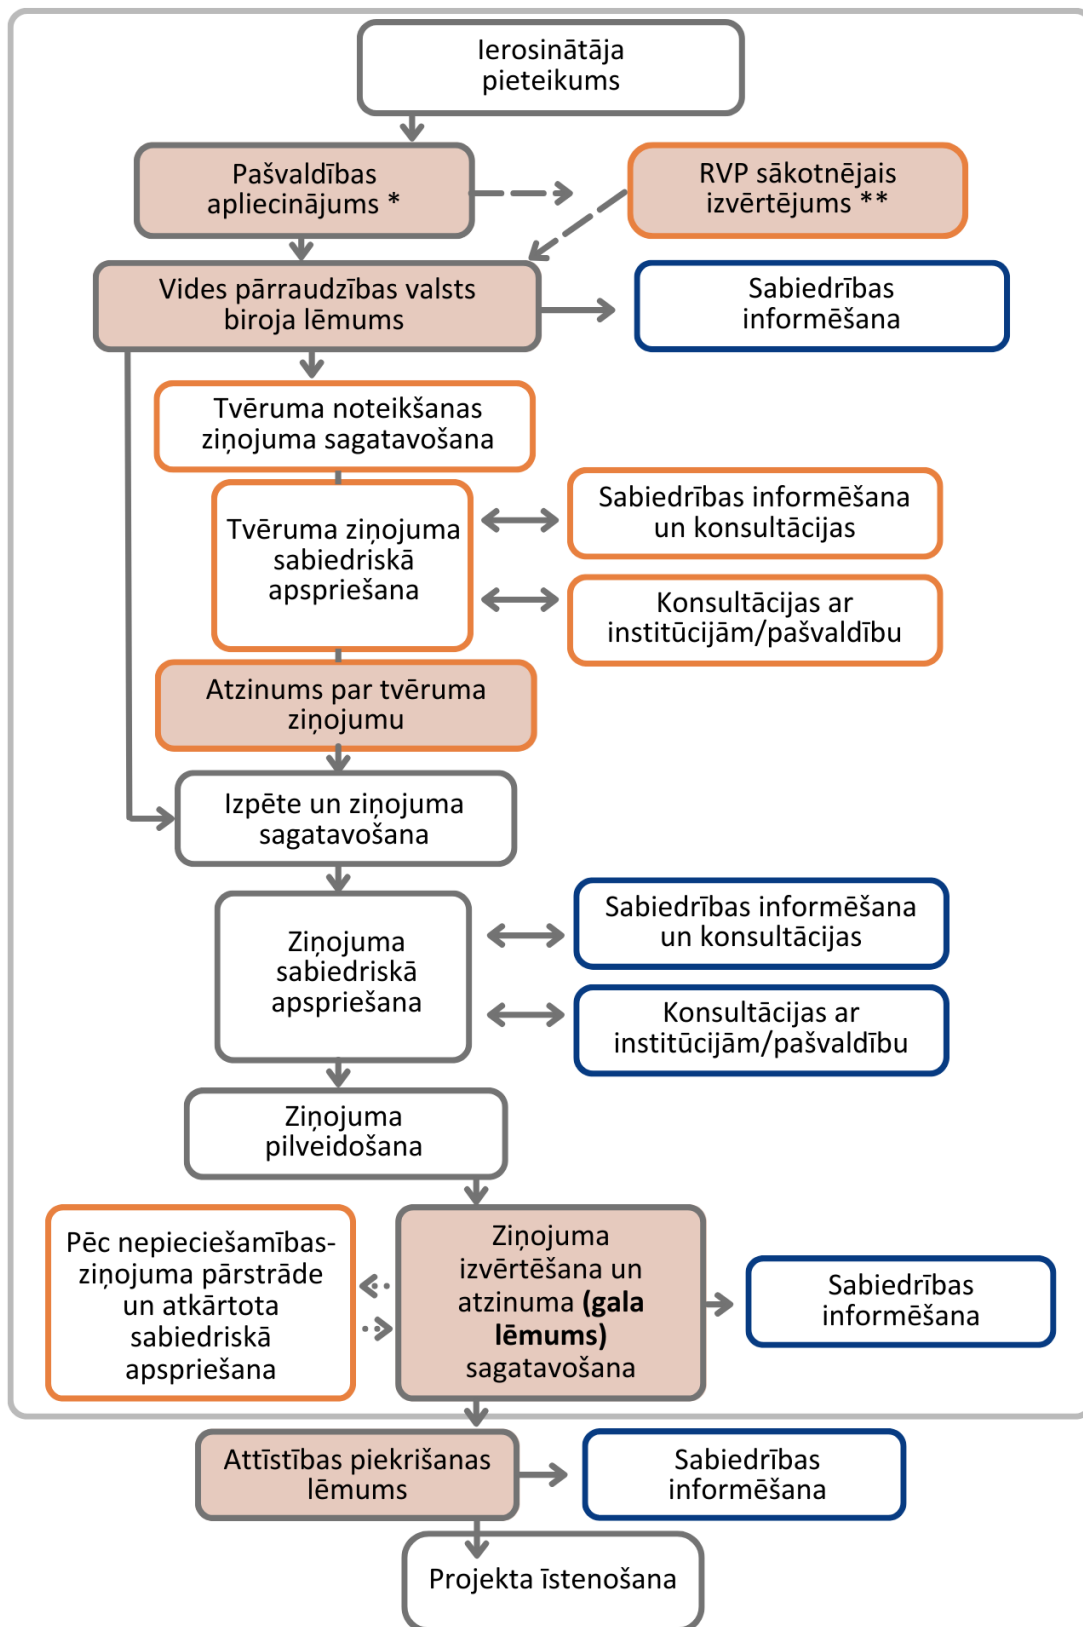 Ierosinātāja
pieteikums
Pašvaldības
apliecinājums *
RVP sākotnējais
izvērtējums **
Vides pārraudzības valsts
biroja lēmums
Sabiedrības
informēšana
Tvēruma noteikšanas
ziņojuma sagatavošana
Tvēruma ziņojuma
sabiedriskā
apspriešana
Sabiedrības informēšana
un konsultācijas
Konsultācijas ar
institūcijām/pašvaldību
Atzinums par tvēruma
ziņojumu
Izpēte un ziņojuma
sagatavošana
Ziņojuma
sabiedriskā
apspriešana
Sabiedrības informēšana
un konsultācijas
Konsultācijas ar
institūcijām/pašvaldību
Ziņojuma
pilveidošana
Pēc nepieciešamības-
ziņojuma pārstrāde
un atkārtota
sabiedriskā
apspriešana
Ziņojuma
izvērtēšana un
atzinuma (gala
lēmums)
sagatavošana
Sabiedrības
informēšana
Attīstības piekrišanas
lēmums
Sabiedrības
informēšana
Projekta īstenošana